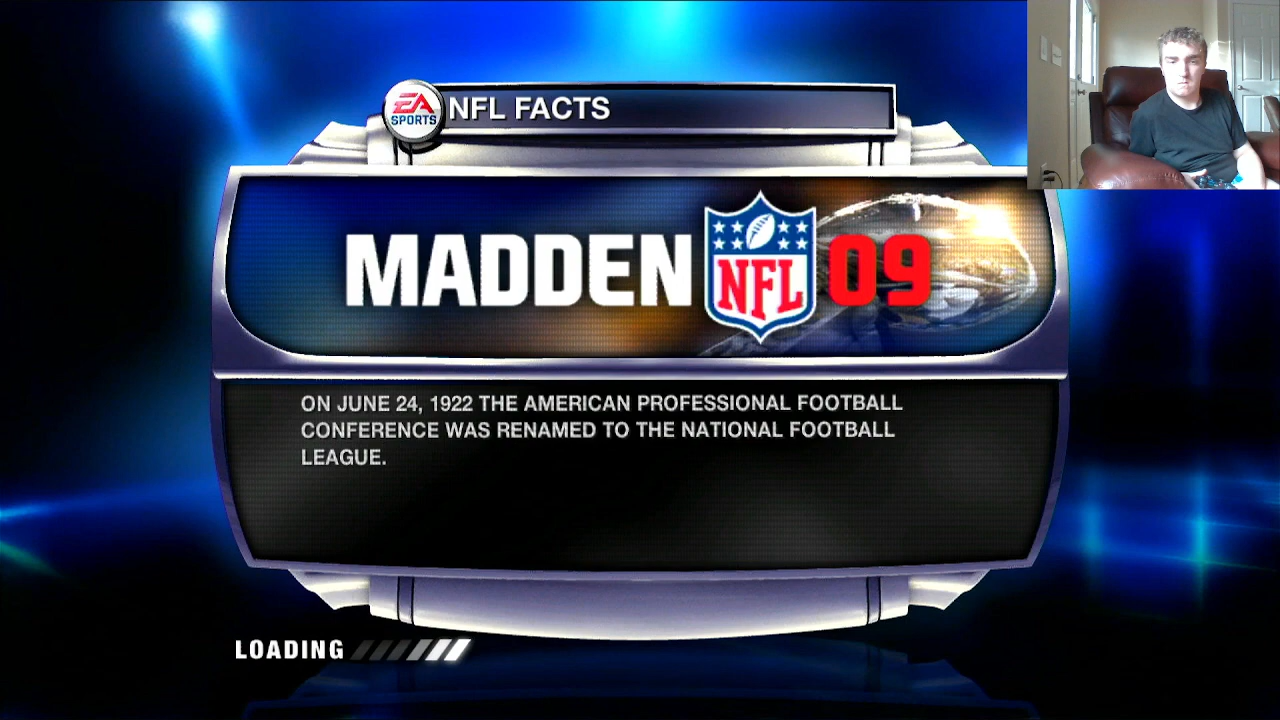 EA
SPORTS
NFL FACTS
MADDEN NFL 09
ON JUNE 24, 1922 THE AMERICAN PROFESSIONAL FOOTBALL
CONFERENCE WAS RENAMED TO THE NATIONAL FOOTBALL
LEAGUE.
LOADING